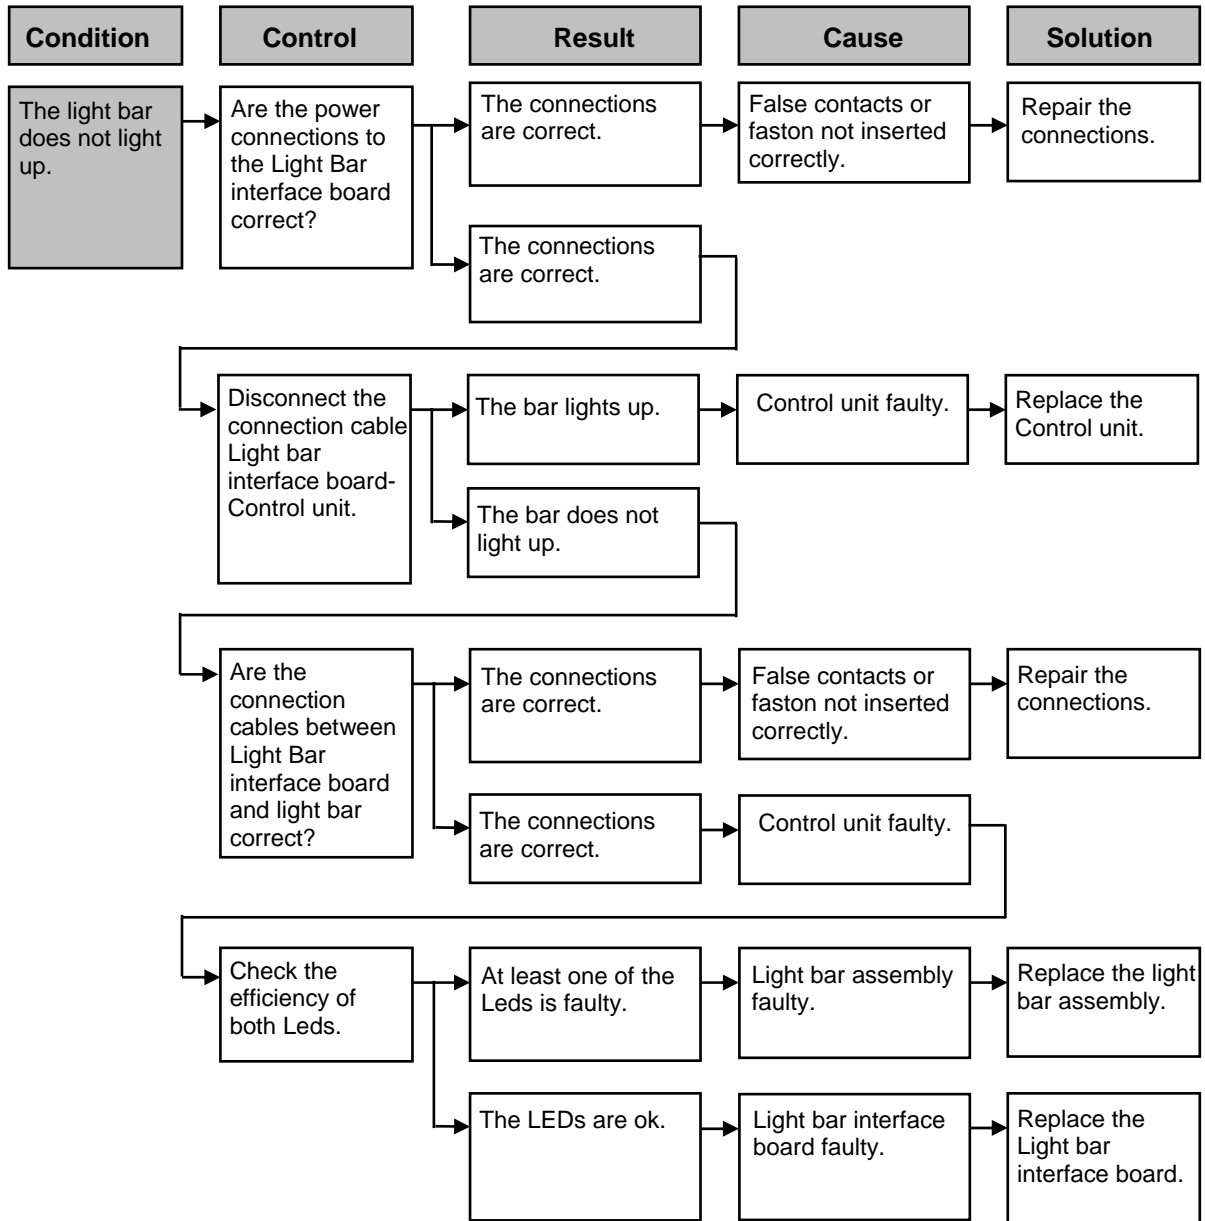 Condition
Control
Result
Cause
Solution
The light bar
does not light
up.
Are the power
connections to
the Light Bar
interface board
correct?
The connections
are correct.
False contacts or
faston not inserted
correctly.
Repair the
connections.
The connections
are correct.
Disconnect the
connection cable
Light bar
interface board-
Control unit.
The bar lights up.
Control unit faulty.
Replace the
Control unit.
The bar does not
light up.
Are the
connection
cables between
Light Bar
interface board
and light bar
correct?
The connections
are correct.
False contacts or
faston not inserted
correctly.
Repair the
connections.
The connections
are correct.
Control unit faulty.
Check the
efficiency of
both Leds.
At least one of the
Leds is faulty.
Light bar assembly
faulty.
Replace the light
bar assembly.
The LEDs are ok.
Light bar interface
board faulty.
Replace the
Light bar
interface board.